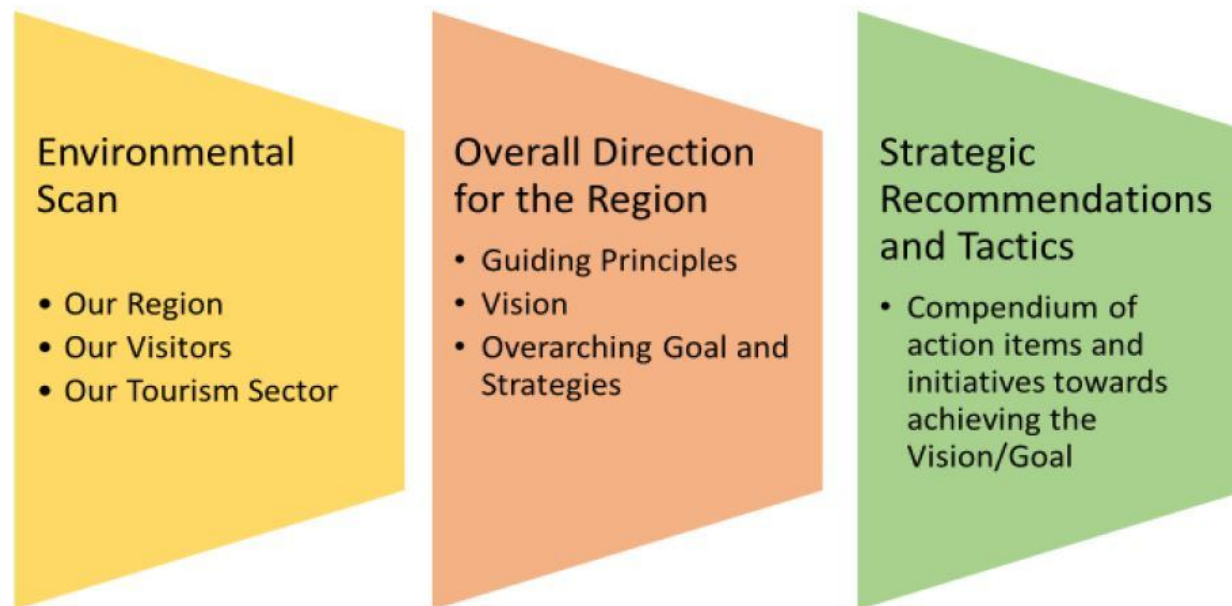 Environmental
Scan
• Our Region
• Our Visitors
• Our Tourism Sector
Overall Direction
for the Region
• Guiding Principles
• Vision
• Overarching Goal and
Strategies
Strategic
Recommendations
and Tactics
• Compendium of
action items and
initiatives towards
achieving the
Vision/Goal